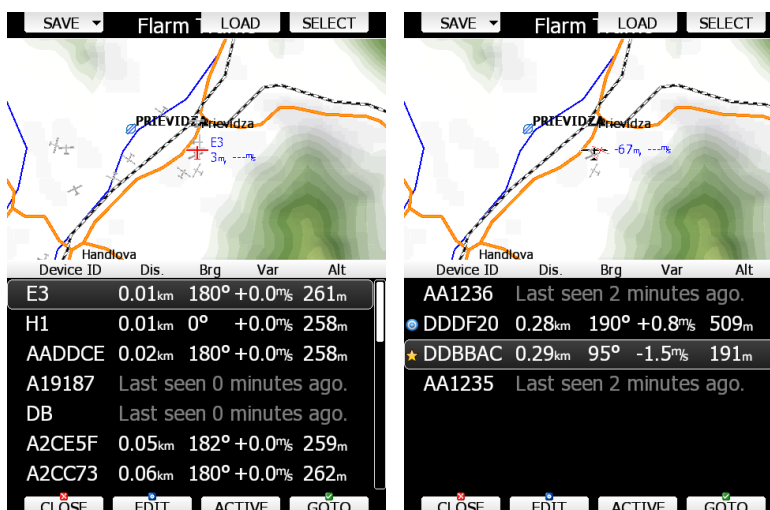 SAVE Flarm T LOAD SELECT
PRIEVIDZA Prievidza
E3
3m, ---m/s
Handlova
Device ID Dis. Brg Var Alt
E3 0.01km 180° +0.0m/s 261m
H1 0.01km 0° +0.0m/s 258m
AADDCE 0.02km 180° +0.0m/s 258m
A19187 Last seen 0 minutes ago.
DB Last seen 0 minutes ago.
A2CE5F 0.05km 182° +0.0m/s 259m
A2CC73 0.06km 180° +0.0m/s 262m
CLOSE EDIT ACTIVE GOTO
SAVE Flarm T LOAD SELECT
PRIEVIDZA Prievidza
-67m, ---m/s
Handlova
Device ID Dis. Brg Var Alt
AA1236 Last seen 2 minutes ago.
DDDF20 0.28km 190° +0.8m/s 509m
DDBBAC 0.29km 95° -1.5m/s 191m
AA1235 Last seen 2 minutes ago.
CLOSE EDIT ACTIVE GOTO